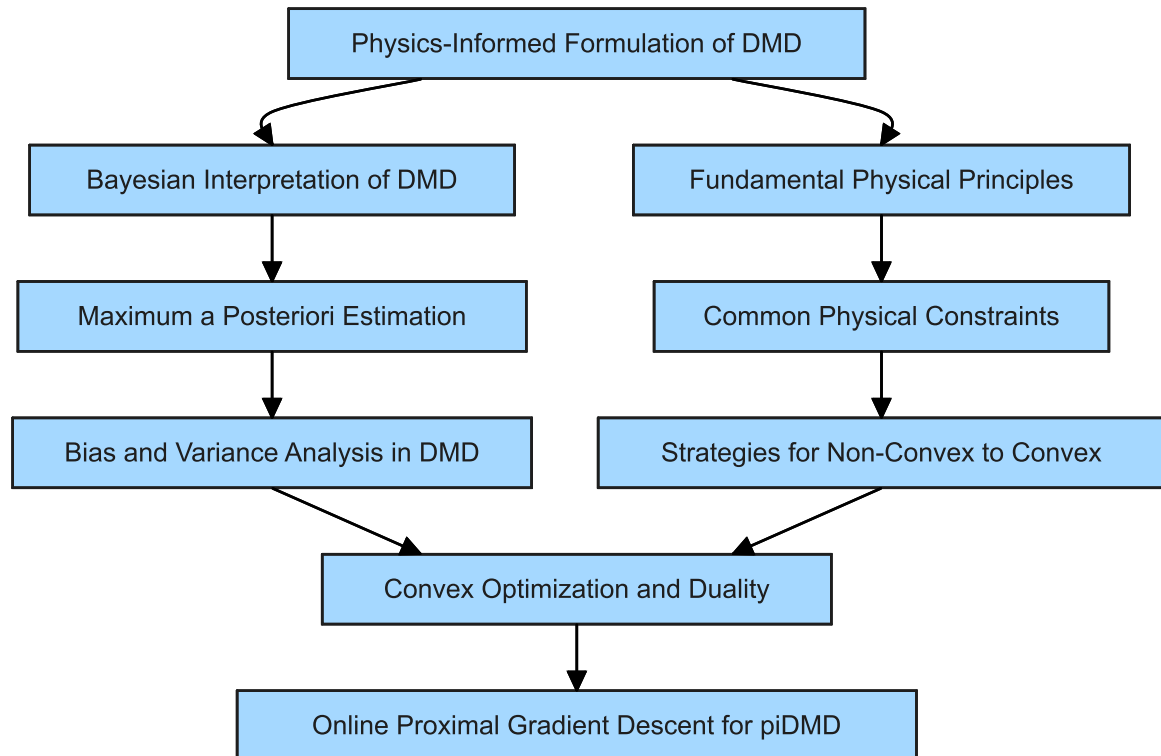 Physics-Informed Formulation of DMD
Bayesian Interpretation of DMD
Fundamental Physical Principles
Maximum a Posteriori Estimation
Common Physical Constraints
Bias and Variance Analysis in DMD
Strategies for Non-Convex to Convex
Convex Optimization and Duality
Online Proximal Gradient Descent for piDMD